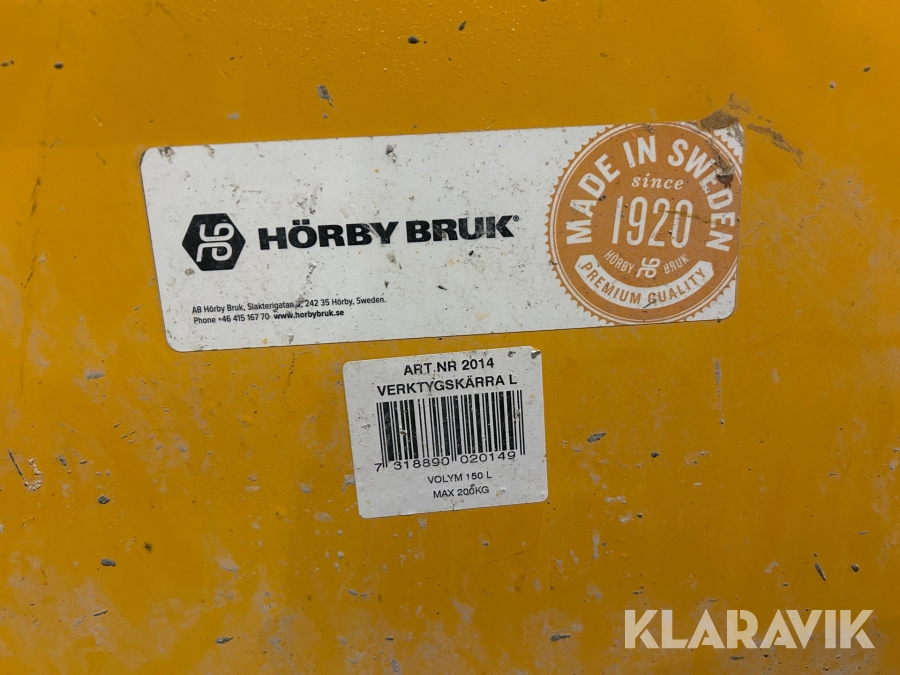 HÖRBY BRUK®
AB Hörby Bruk, Slakterigatan 242 35 Hörby, Sweden.
Phone +46 415 167 70 www.horbybruk.se
MADE IN SWEDEN
since
1920
HÖRBY BRUK
PREMIUM QUALITY
ART.NR 2014
VERKTYGSKÄRRA L
7 318890 020149
VOLYM 150 L
MAX 200KG
KLARAVIK